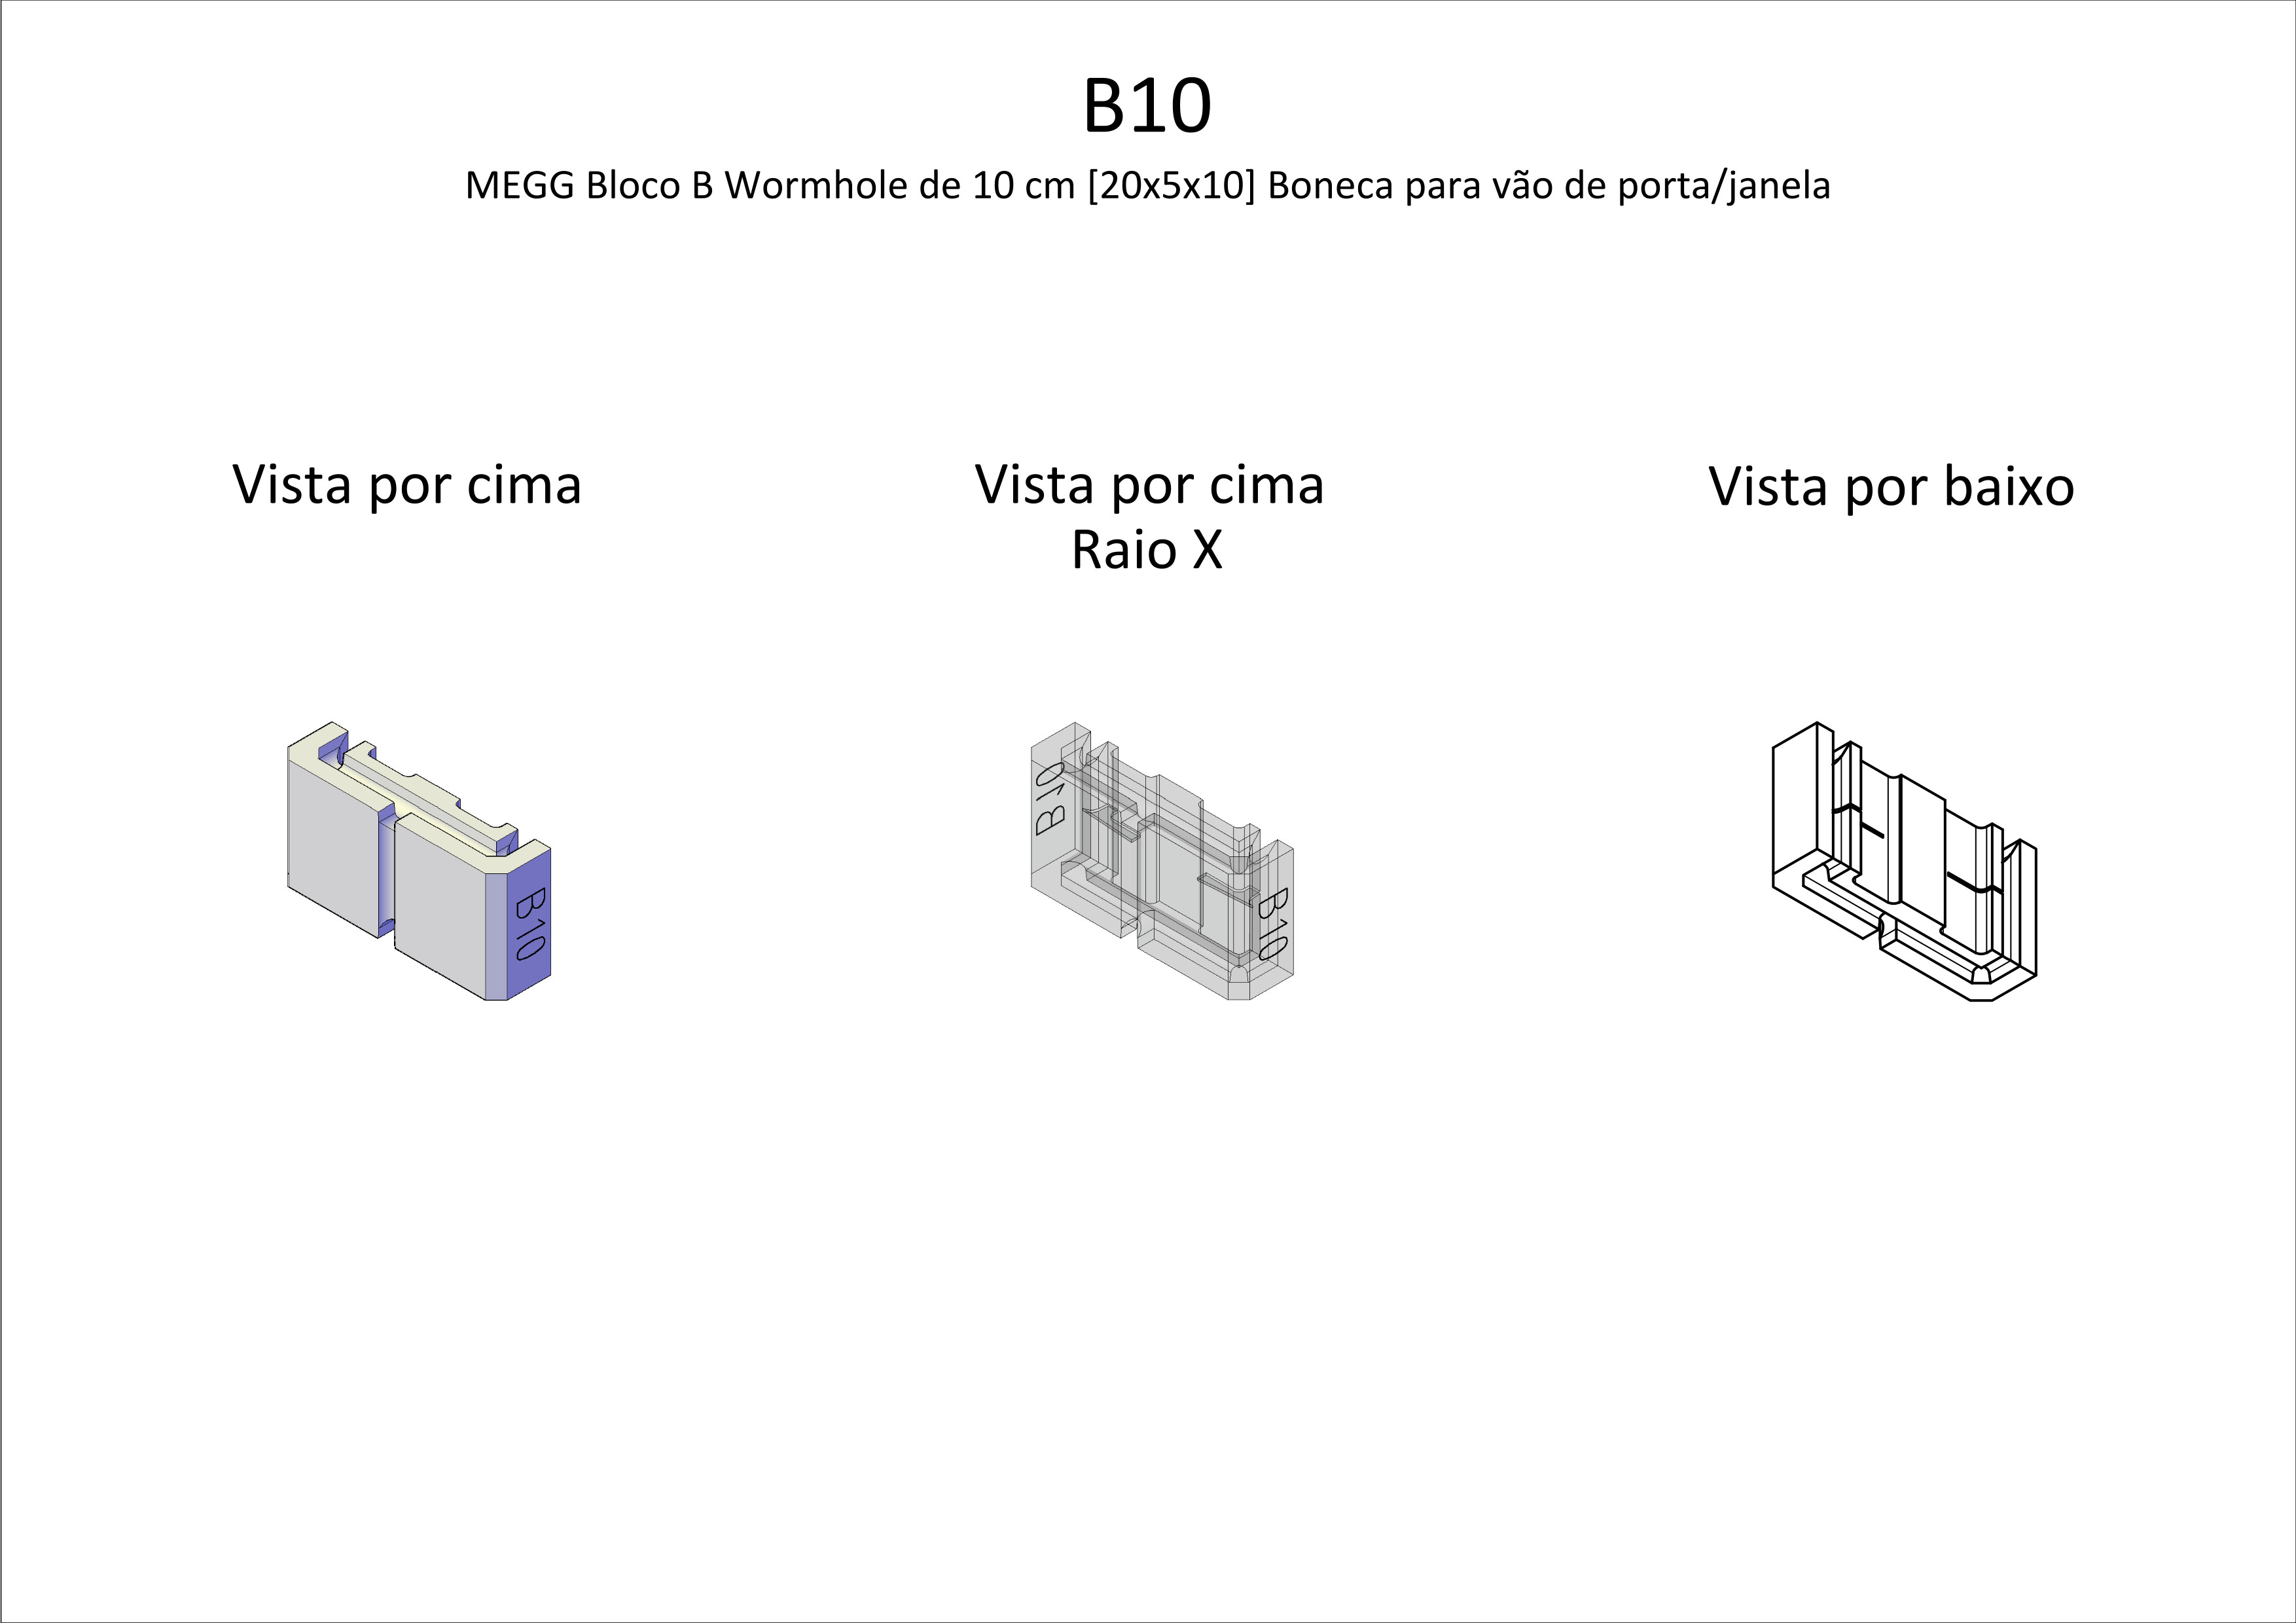 B10
MEGG Bloco B Wormhole de 10 cm [20x5x10] Boneca para vão de porta/janela
Vista por cima
Vista por cima
Raio X
Vista por baixo
B10
B10
B10